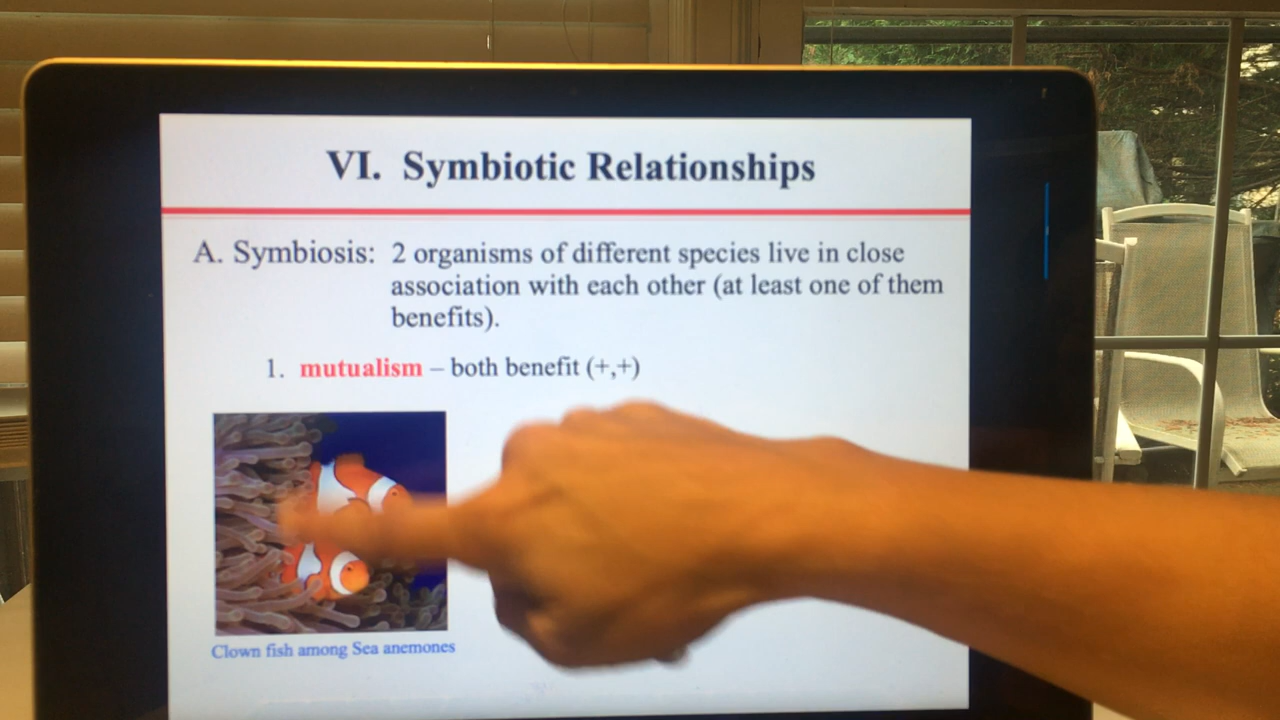 VI. Symbiotic Relationships
A. Symbiosis: 2 organisms of different species live in close
association with each other (at least one of them
benefits).
1. mutualism – both benefit (+,+)
Clown fish among Sea anemones